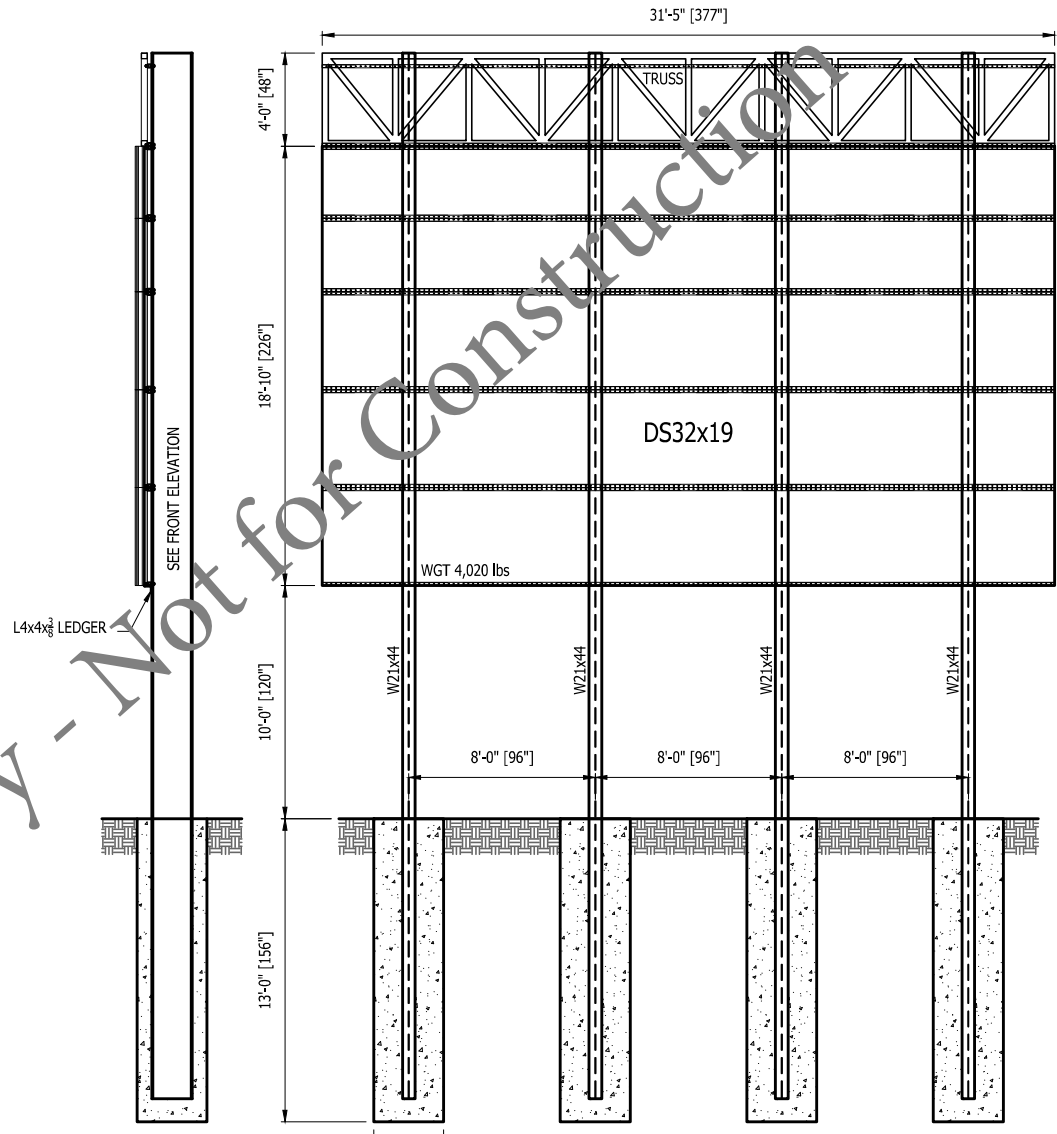 31'-5" [377"]
4'-0" [48"]
TRUSS
18'-10" [226"]
SEE FRONT ELEVATION
DS32x19
WGT 4,020 lbs
L4x4x3/8 LEDGER
10'-0" [120"]
W21x44
W21x44
W21x44
W21x44
8'-0" [96"]
8'-0" [96"]
8'-0" [96"]
13'-0" [156"]
y - Not for Construction